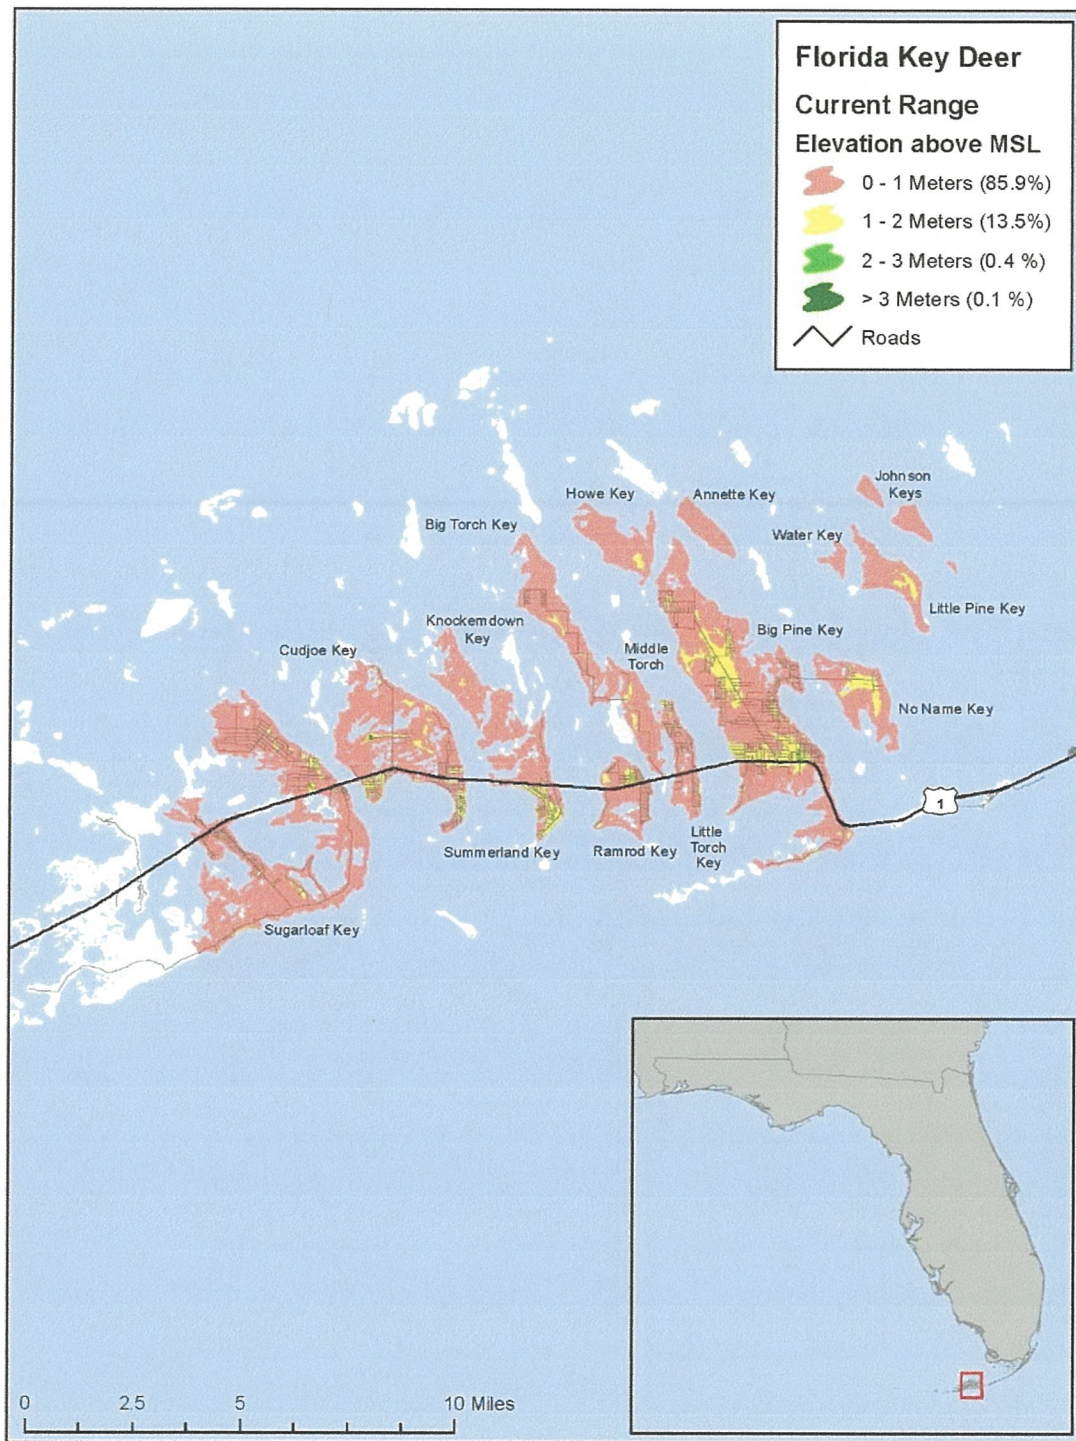 Florida Key Deer
Current Range
Elevation above MSL
0 - 1 Meters (85.9%)
1 - 2 Meters (13.5%)
2 - 3 Meters (0.4 %)
> 3 Meters (0.1 %)
Roads
Johnson
Keys
Howe Key
Annette Key
Big Torch Key
Water Key
Little Pine Key
Knockemdown
Key
Big Pine Key
Middle
Torch
Cudjoe Key
No Name Key
1
Little
Torch
Key
Summerland Key
Ramrod Key
Sugarloaf Key
0
2.5
5
10 Miles